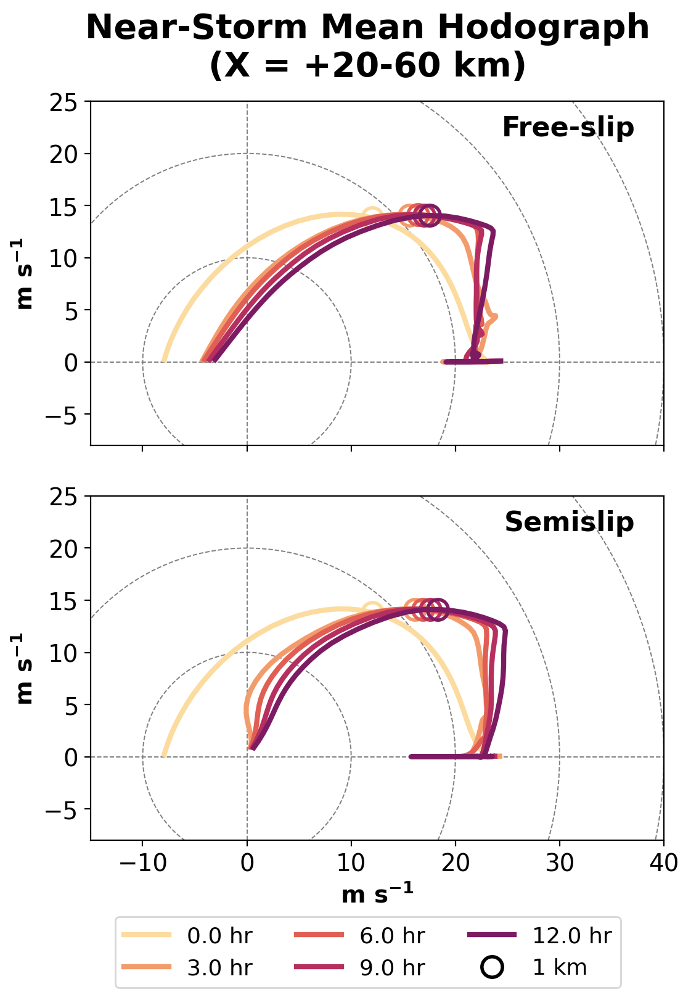 Near-Storm Mean Hodograph
(X = +20-60 km)
25
20
15
10
5
0
−5
m s⁻¹
Free-slip
25
20
15
10
5
0
−5
m s⁻¹
Semislip
−10 0 10 20 30 40
m s⁻¹
0.0 hr 6.0 hr 12.0 hr
3.0 hr 9.0 hr 1 km